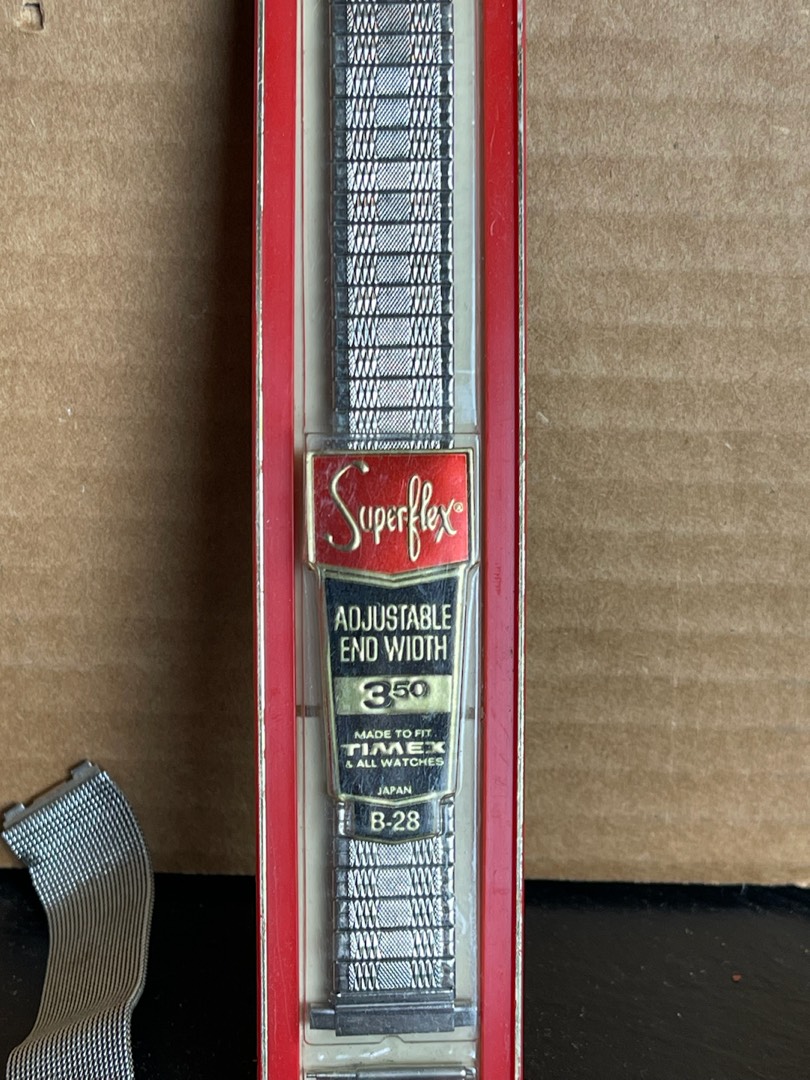 Superflex®
ADJUSTABLE
END WIDTH
3 50
MADE TO FIT
TIMEX
& ALL WATCHES
JAPAN
B-28